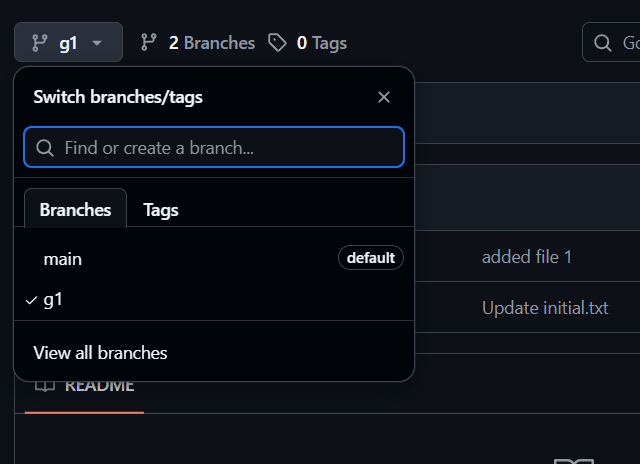 g1 2 Branches 0 Tags Go
Switch branches/tags
Find or create a branch...
Branches Tags
main default added file 1
g1 Update initial.txt
View all branches
README